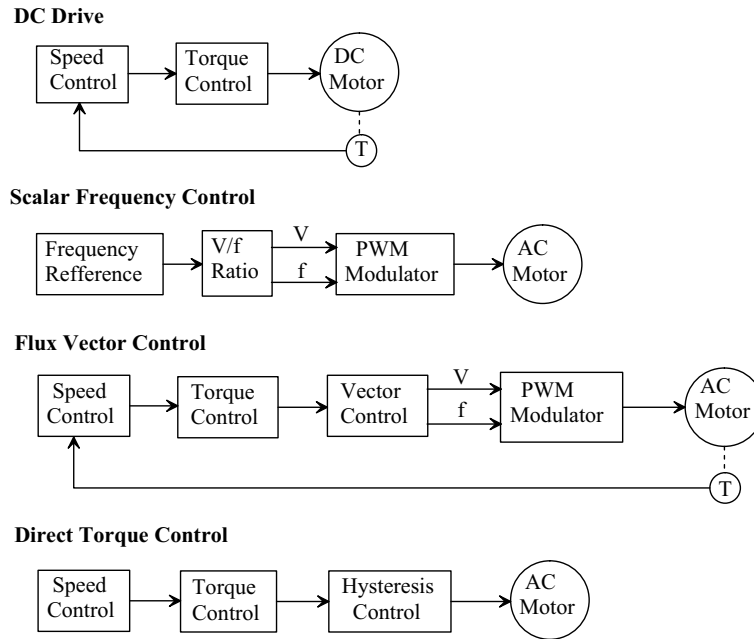 DC Drive
Speed
Control
Torque
Control
DC
Motor
T
Scalar Frequency Control
Frequency
Refference
V/f
Ratio
V
f
PWM
Modulator
AC
Motor
Flux Vector Control
Speed
Control
Torque
Control
Vector
Control
V
f
PWM
Modulator
AC
Motor
T
Direct Torque Control
Speed
Control
Torque
Control
Hysteresis
Control
AC
Motor